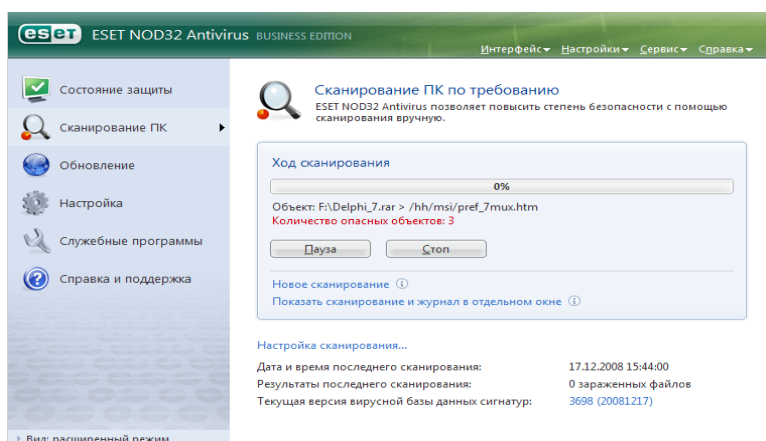 eset ESET NOD32 Antivirus BUSINESS EDITION
Интерфейс Настройки Сервис Справка
Состояние защиты
Сканирование ПК
Обновление
Настройка
Служебные программы
Справка и поддержка
Вид: расширенный режим
Сканирование ПК по требованию
ESET NOD32 Antivirus позволяет повысить степень безопасности с помощью
сканирования вручную.
Ход сканирования
0%
Объект: F:\Delphi_7.rar > /hh/msi/pref_7mux.htm
Количество опасных объектов: 3
Пауза Стоп
Новое сканирование
Показать сканирование и журнал в отдельном окне
Настройка сканирования...
Дата и время последнего сканирования: 17.12.2008 15:44:00
Результаты последнего сканирования: 0 зараженных файлов
Текущая версия вирусной базы данных сигнатур: 3698 (20081217)